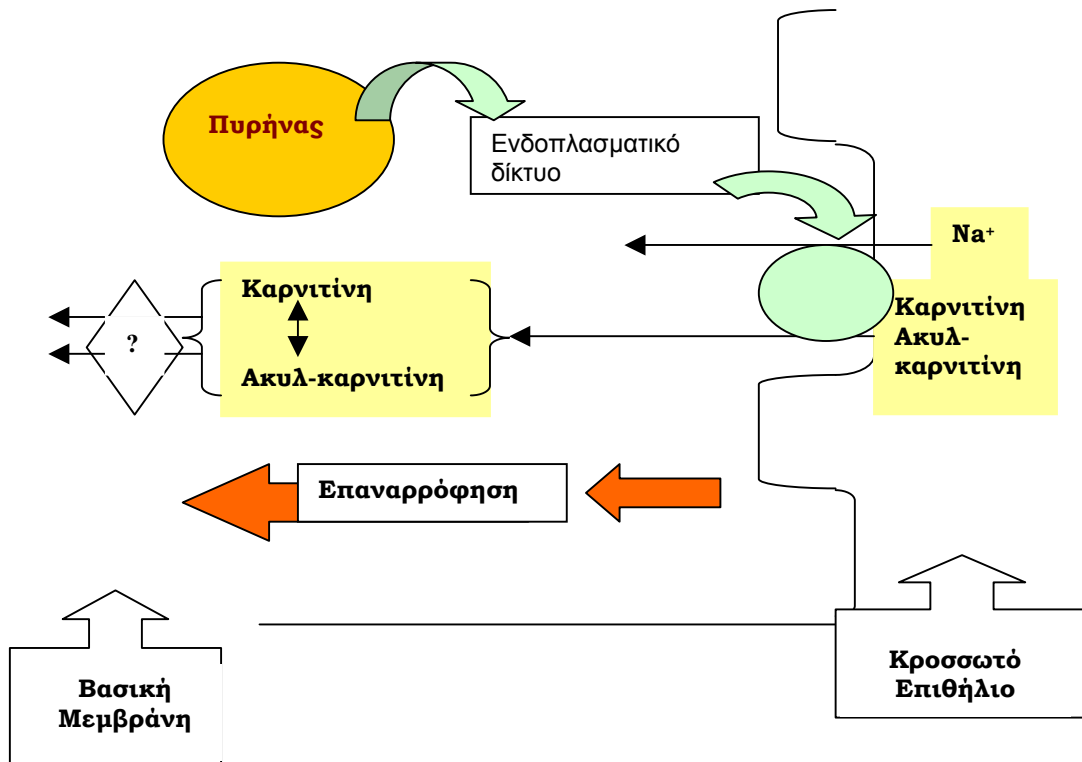 Πυρήνας
Ενδοπλασματικό
δίκτυο
Na+
Καρνιτίνη
Ακυλ-
καρνιτίνη
Καρνιτίνη
Ακυλ-καρνιτίνη
?
Επαναρρόφηση
Βασική
Μεμβράνη
Κροσσωτό
Επιθήλιο